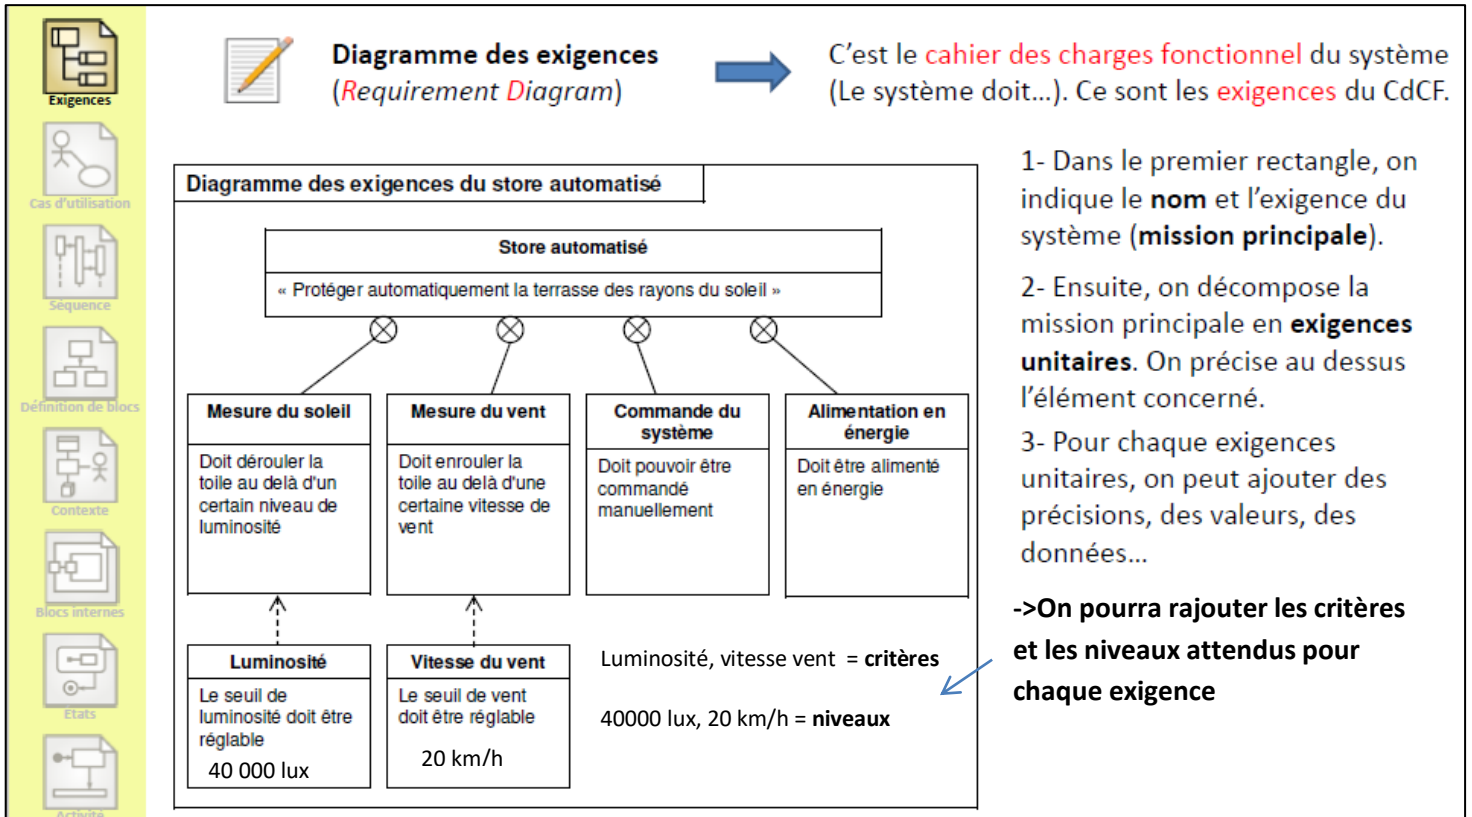 Exigences
Cas d'utilisation
Séquence
Définition de blocs
Contexte
Blocs internes
Etats
Activité
Diagramme des exigences
(Requirement Diagram)
C'est le cahier des charges fonctionnel du système
(Le système doit...). Ce sont les exigences du CdCF.
Diagramme des exigences du store automatisé
Store automatisé
« Protéger automatiquement la terrasse des rayons du soleil »
Mesure du soleil
Doit dérouler la
toile au delà d'un
certain niveau de
luminosité
Mesure du vent
Doit enrouler la
toile au delà d'une
certaine vitesse de
vent
Commande du
système
Doit pouvoir être
commandé
manuellement
Alimentation en
énergie
Doit être alimenté
en énergie
Luminosité
Le seuil de
luminosité doit être
réglable
40 000 lux
Vitesse du vent
Le seuil de vent
doit être réglable
20 km/h
Luminosité, vitesse vent = critères
40000 lux, 20 km/h = niveaux
1- Dans le premier rectangle, on
indique le nom et l'exigence du
système (mission principale).
2- Ensuite, on décompose la
mission principale en exigences
unitaires. On précise au dessus
l'élément concerné.
3- Pour chaque exigences
unitaires, on peut ajouter des
précisions, des valeurs, des
données...
->On pourra rajouter les critères
et les niveaux attendus pour
chaque exigence